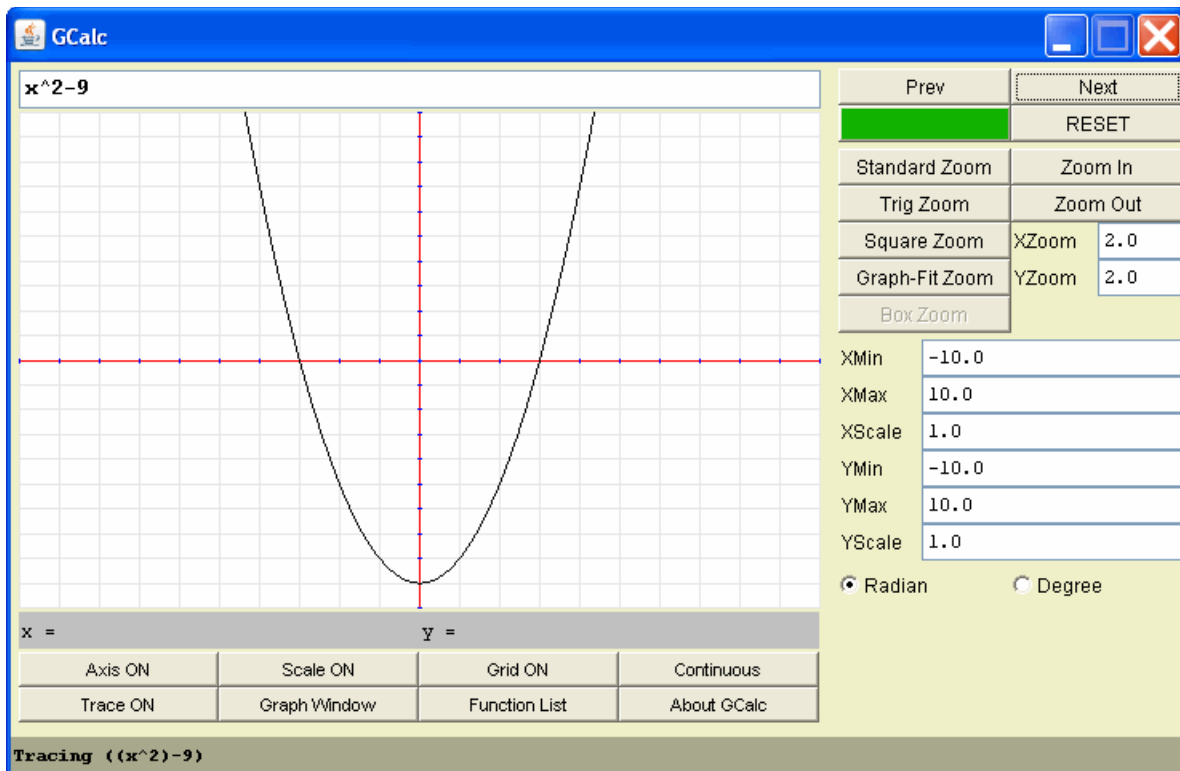 GCalc
x^2-9
Prev Next
RESET
Standard Zoom Zoom In
Trig Zoom Zoom Out
Square Zoom XZoom 2.0
Graph-Fit Zoom YZoom 2.0
Box Zoom
XMin -10.0
XMax 10.0
XScale 1.0
YMin -10.0
YMax 10.0
YScale 1.0
Radian Degree
x = y =
Axis ON Scale ON Grid ON Continuous
Trace ON Graph Window Function List About GCalc
Tracing ((x^2)-9)